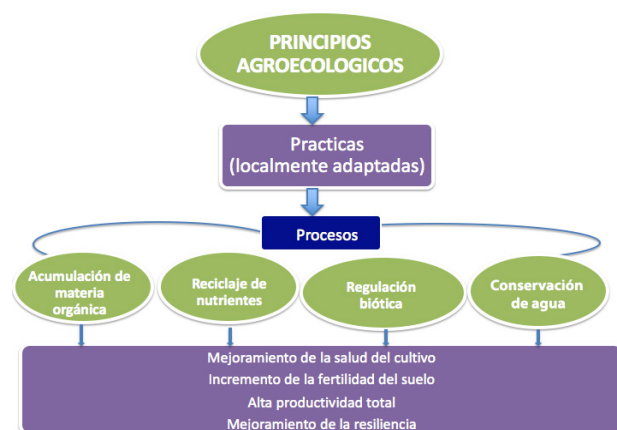 PRINCIPIOS
AGROECOLOGICOS
Practicas
(localmente adaptadas)
Procesos
Acumulación de
materia
orgánica
Reciclaje de
nutrientes
Regulación
biótica
Conservación
de agua
Mejoramiento de la salud del cultivo
Incremento de la fertilidad del suelo
Alta productividad total
Mejoramiento de la resiliencia